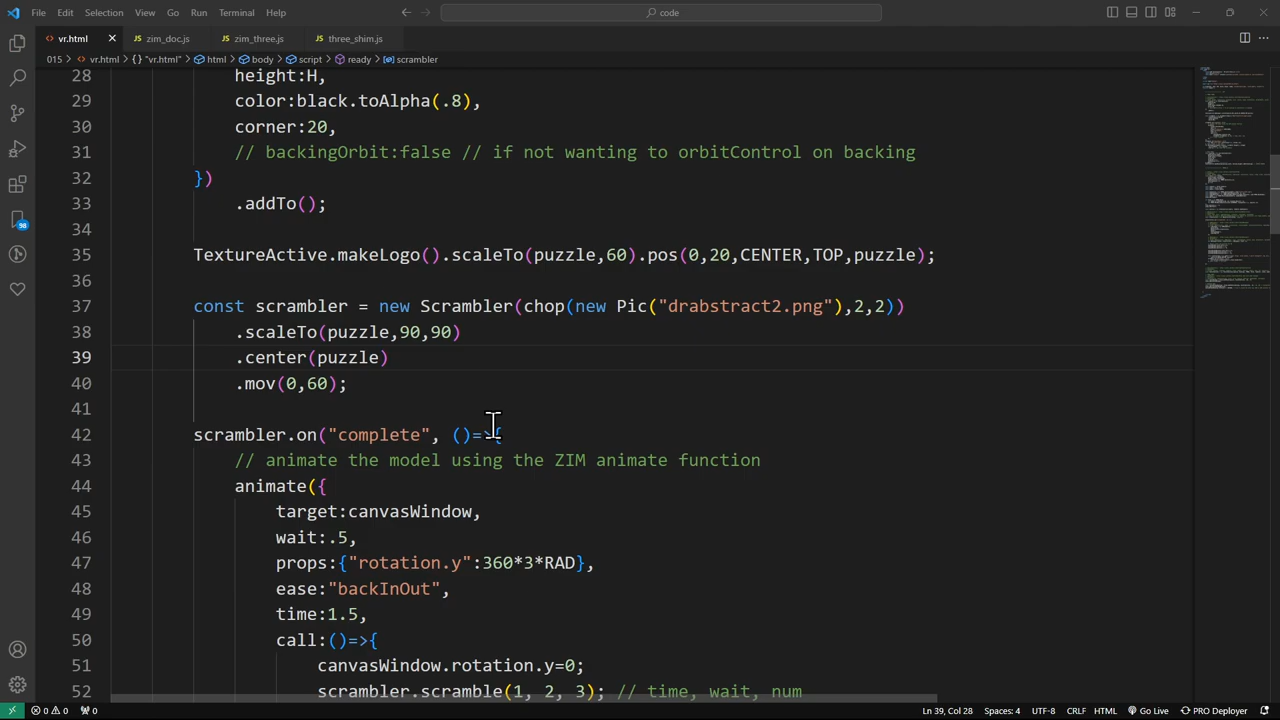 File Edit Selection View Go Run Terminal Help
code
vr.html zim_doc.js zim_three.js three_shim.js
015 > vr.html > {} "vr.html" > html > body > script > ready > scrambler
28 height:H,
29 color:black.toAlpha(.8),
30 corner:20,
31 // backingOrbit:false // if not wanting to orbitControl on backing
32 })
33 .addTo();
34
35 TextureActive.makeLogo().scaleTo(puzzle,60).pos(0,20,CENTER,TOP,puzzle);
36
37 const scrambler = new Scrambler(chop(new Pic("drabstract2.png"),2,2))
38 .scaleTo(puzzle,90,90)
39 .center(puzzle)
40 .mov(0,60);
41
42 scrambler.on("complete", ()=>{
43 // animate the model using the ZIM animate function
44 animate({
45 target:canvasWindow,
46 wait:.5,
47 props:{"rotation.y":360*3*RAD},
48 ease:"backInOut",
49 time:1.5,
50 call:()=>{
51 canvasWindow.rotation.y=0;
52 scrambler.scramble(1, 2, 3); // time, wait, num
98
0 0 0 Ln 39, Col 28 Spaces: 4 UTF-8 CRLF HTML Go Live PRO Deployer